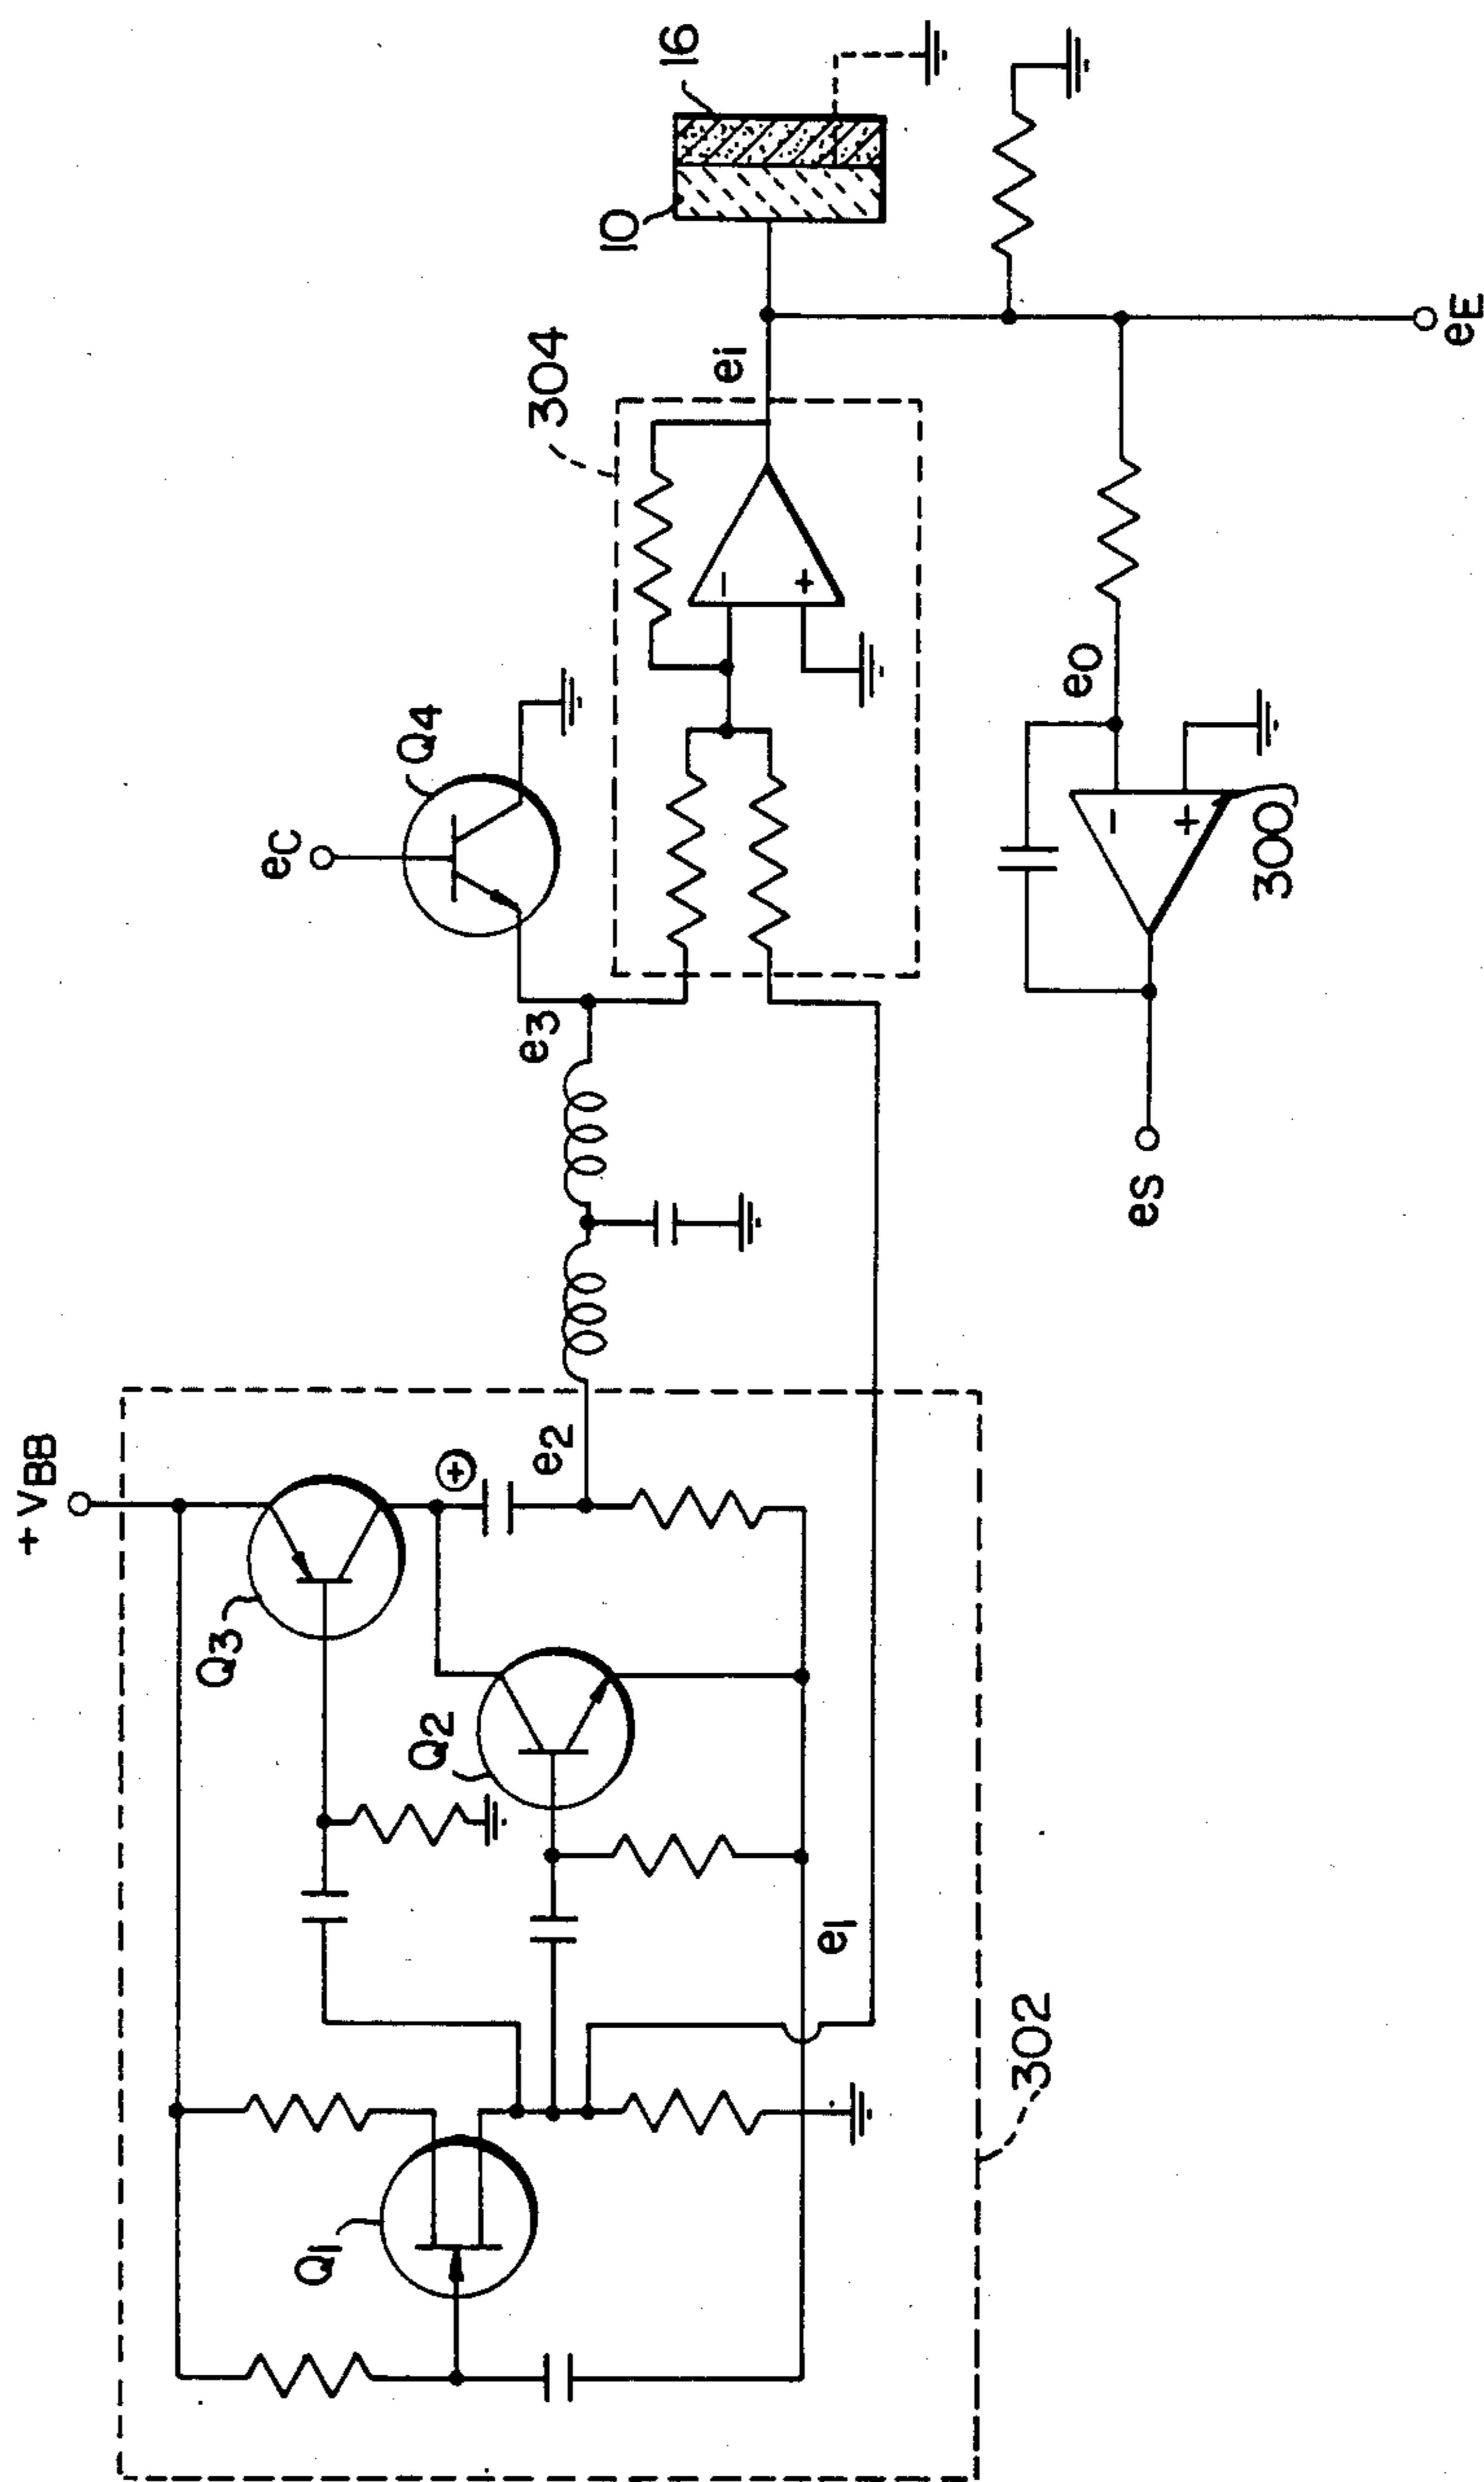 + VBB
Q3
Q2
Q1
e2
e1
302
e3
eC
Q4
304
ei
10
16
eO
300
eS
eE
+
-
+
-
+